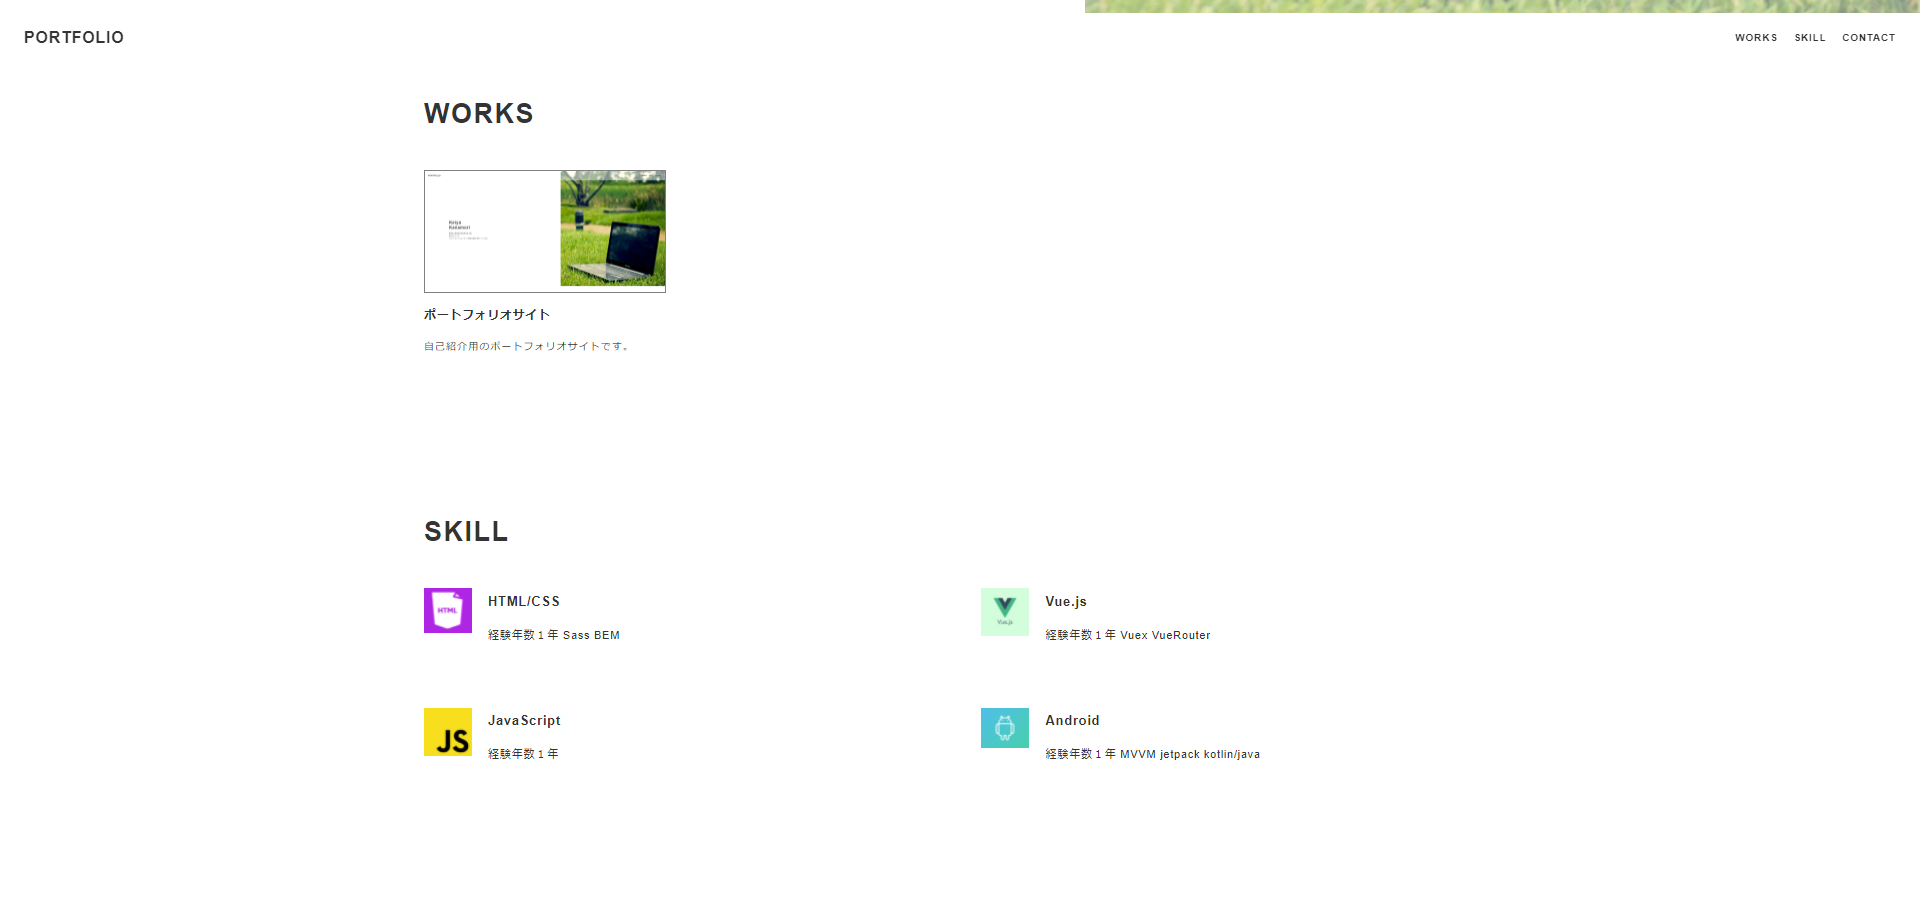 PORTFOLIO
WORKS SKILL CONTACT
WORKS
ポートフォリオサイト
自己紹介用のポートフォリオサイトです。
SKILL
HTML
HTML/CSS
経験年数１年 Sass BEM
Vue.js
Vue.js
経験年数１年 Vuex VueRouter
JS
JavaScript
経験年数１年
Android
経験年数１年 MVVM jetpack kotlin/java